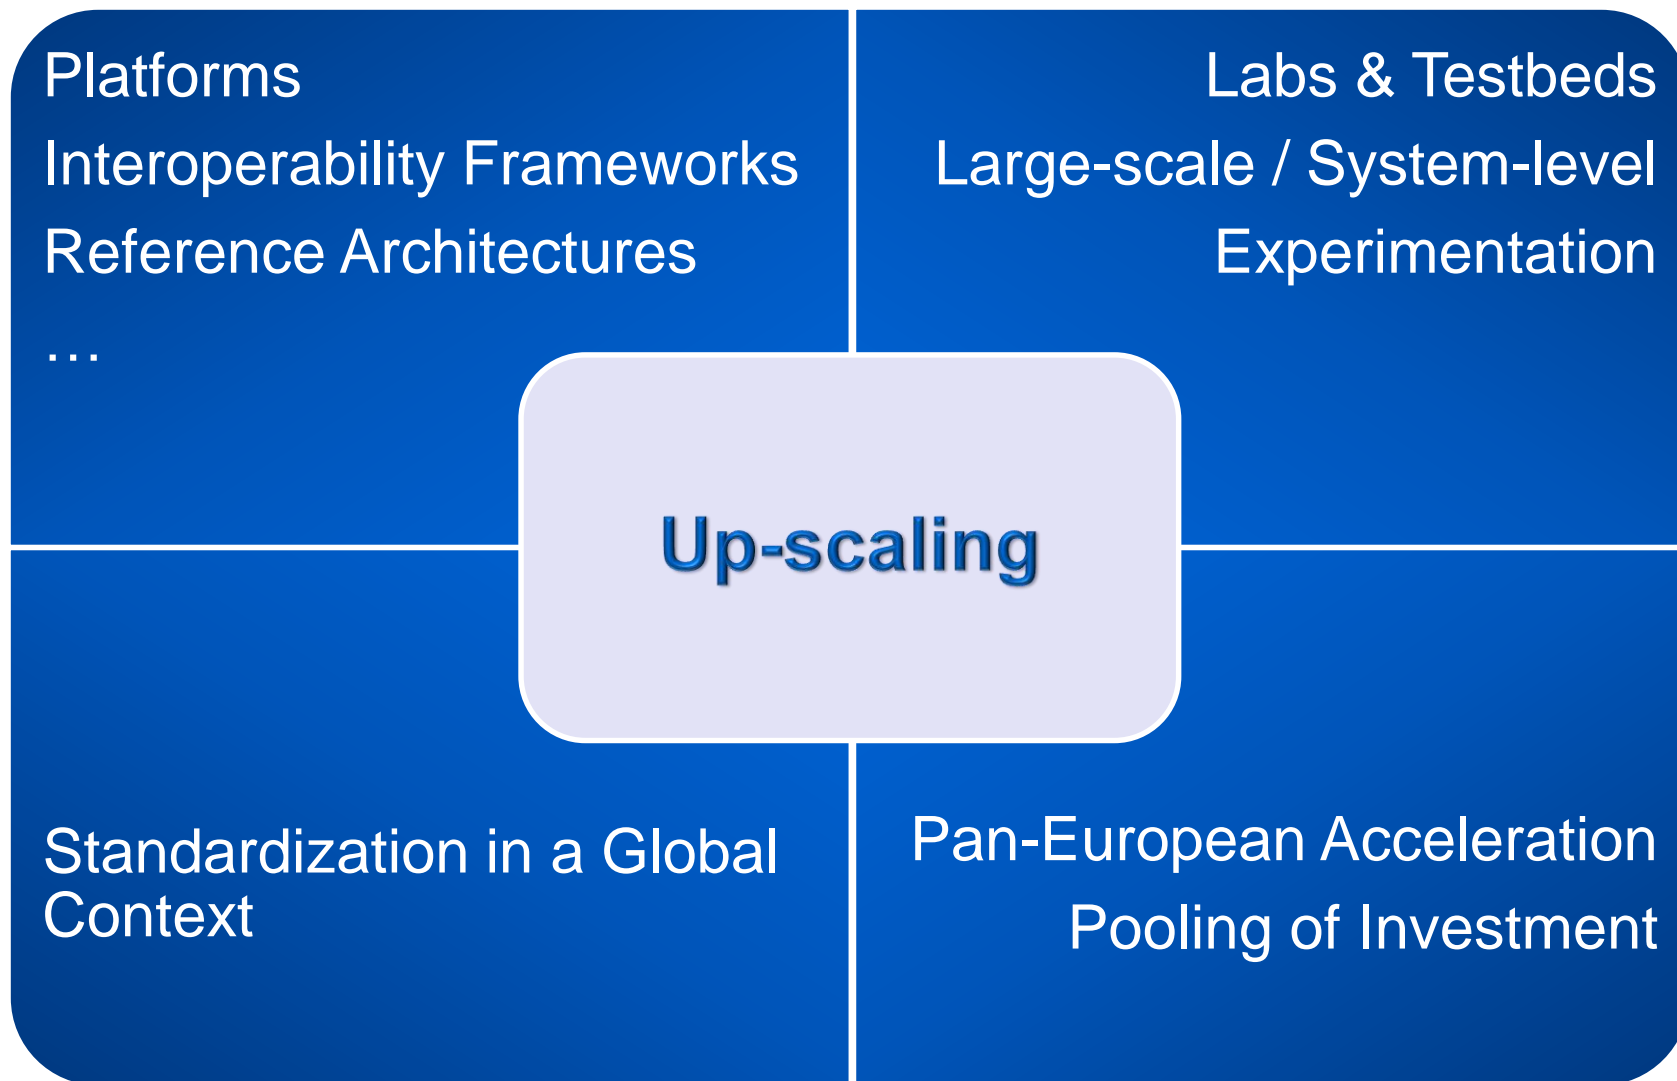 Platforms
Interoperability Frameworks
Reference Architectures
…
Labs & Testbeds
Large-scale / System-level
Experimentation
Up-scaling
Standardization in a Global
Context
Pan-European Acceleration
Pooling of Investment